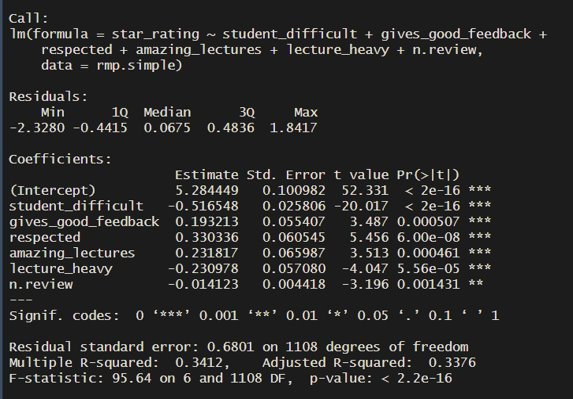 Call:
lm(formula = star_rating ~ student_difficult + gives_good_feedback +
    respected + amazing_lectures + lecture_heavy + n.review,
    data = rmp.simple)
Residuals:
    Min      1Q  Median      3Q     Max
-2.3280 -0.4415  0.0675  0.4836  1.8417
Coefficients:
                     Estimate Std. Error t value Pr(>|t|)
(Intercept)          5.284449   0.100982  52.331  < 2e-16 ***
student_difficult   -0.516548   0.025806 -20.017  < 2e-16 ***
gives_good_feedback  0.193213   0.055407   3.487 0.000507 ***
respected            0.330336   0.060545   5.456 6.00e-08 ***
amazing_lectures     0.231817   0.065987   3.513 0.000461 ***
lecture_heavy       -0.230978   0.057080  -4.047 5.56e-05 ***
n.review            -0.014123   0.004418  -3.196 0.001431 **
---
Signif. codes:  0 ‘***’ 0.001 ‘**’ 0.01 ‘*’ 0.05 ‘.’ 0.1 ‘ ’ 1
Residual standard error: 0.6801 on 1108 degrees of freedom
Multiple R-squared:  0.3412,    Adjusted R-squared:  0.3376
F-statistic: 95.64 on 6 and 1108 DF,  p-value: < 2.2e-16